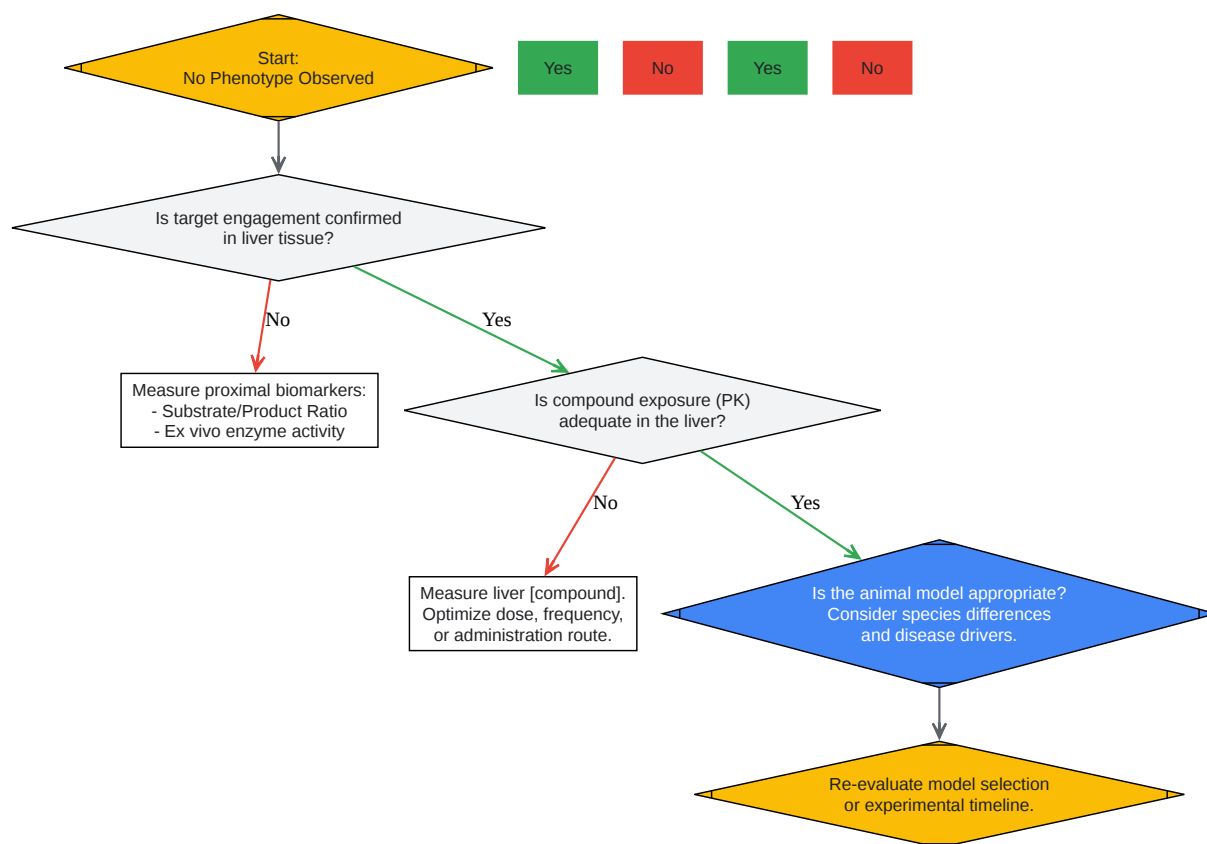 Start:
No Phenotype Observed
Yes
No
Yes
No
Is target engagement confirmed
in liver tissue?
No
Yes
Measure proximal biomarkers:
- Substrate/Product Ratio
- Ex vivo enzyme activity
Is compound exposure (PK)
adequate in the liver?
No
Yes
Measure liver [compound].
Optimize dose, frequency,
or administration route.
Is the animal model appropriate?
Consider species differences
and disease drivers.
Re-evaluate model selection
or experimental timeline.